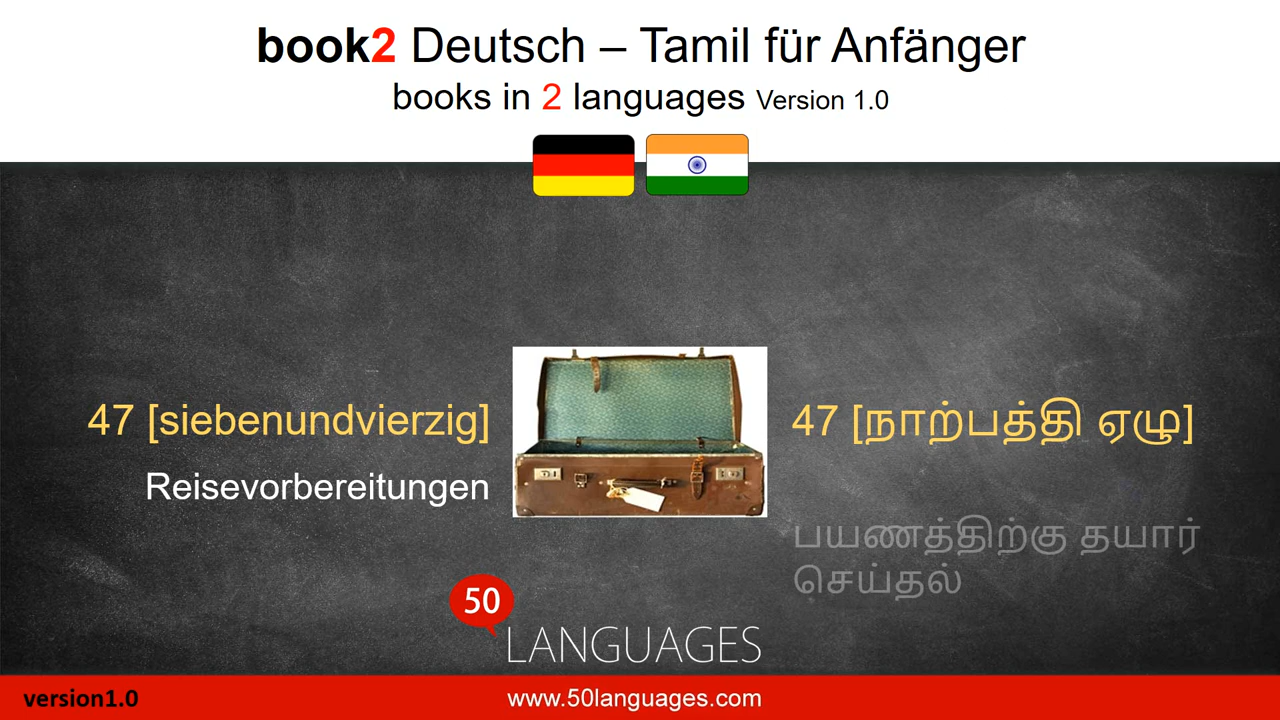 book2 Deutsch – Tamil für Anfänger
books in 2 languages Version 1.0
47 [siebenundvierzig]
Reisevorbereitungen
47 [நாற்பத்தி ஏழு]
பயணத்திற்கு தயார்
செய்தல்
50
LANGUAGES
version1.0
www.50languages.com